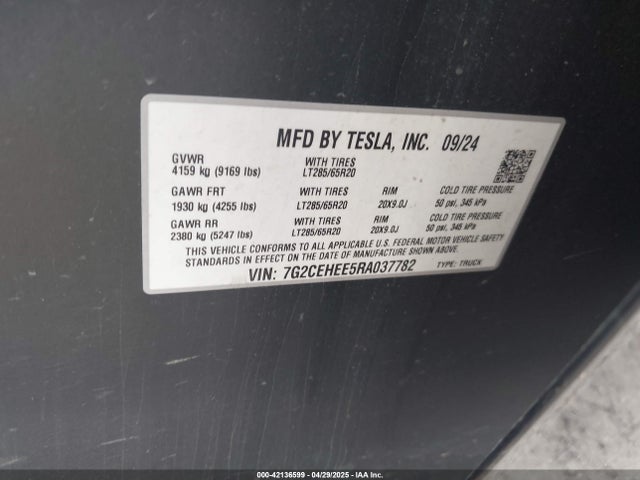 MFD BY TESLA, INC. 09/24
GVWR WITH TIRES
4159 kg (9169 lbs) LT285/65R20
GAWR FRT WITH TIRES RIM COLD TIRE PRESSURE
1930 kg (4255 lbs) LT285/65R20 20X9.0J 50 psi, 345 kPa
GAWR RR WITH TIRES RIM COLD TIRE PRESSURE
2380 kg (5247 lbs) LT285/65R20 20X9.0J 50 psi, 345 kPa
THIS VEHICLE CONFORMS TO ALL APPLICABLE U.S. FEDERAL MOTOR VEHICLE SAFETY
STANDARDS IN EFFECT ON THE DATE OF MANUFACTURE SHOWN ABOVE.
VIN: 7G2CEHEE5RA037782 TYPE: TRUCK
000-42136599 - 04/29/2025 - IAA Inc.